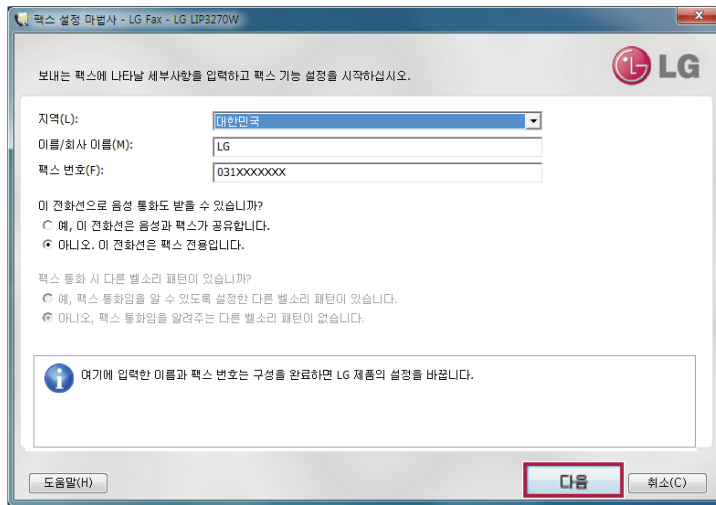 팩스 설정 마법사 - LG Fax - LG LIP3270W
보내는 팩스에 나타날 세부사항을 입력하고 팩스 기능 설정을 시작하십시오.
LG
지역(L):
대한민국
이름/회사 이름(M):
LG
팩스 번호(F):
031XXXXXXX
이 전화선으로 음성 통화도 받을 수 있습니까?
예, 이 전화선은 음성과 팩스가 공유합니다.
아니오. 이 전화선은 팩스 전용입니다.
팩스 통화 시 다른 벨소리 패턴이 있습니까?
예, 팩스 통화임을 알 수 있도록 설정한 다른 벨소리 패턴이 있습니다.
아니오, 팩스 통화임을 알려주는 다른 벨소리 패턴이 없습니다.
여기에 입력한 이름과 팩스 번호는 구성을 완료하면 LG 제품의 설정을 바꿉니다.
도움말(H)
다음
취소(C)